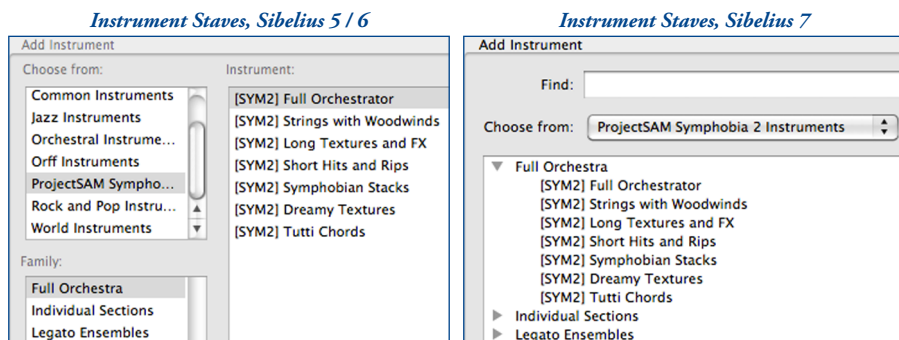 Instrument Staves, Sibelius 5 / 6
Add Instrument
Choose from:
Common Instruments
Jazz Instruments
Orchestral Instrume...
Orff Instruments
ProjectSAM Sympho...
Rock and Pop Instru...
World Instruments
Family:
Full Orchestra
Individual Sections
Legato Ensembles
Instrument:
[SYM2] Full Orchestrator
[SYM2] Strings with Woodwinds
[SYM2] Long Textures and FX
[SYM2] Short Hits and Rips
[SYM2] Symphobian Stacks
[SYM2] Dreamy Textures
[SYM2] Tutti Chords
Instrument Staves, Sibelius 7
Add Instrument
Find:
Choose from: ProjectSAM Symphobia 2 Instruments
Full Orchestra
[SYM2] Full Orchestrator
[SYM2] Strings with Woodwinds
[SYM2] Long Textures and FX
[SYM2] Short Hits and Rips
[SYM2] Symphobian Stacks
[SYM2] Dreamy Textures
[SYM2] Tutti Chords
Individual Sections
Legato Ensembles